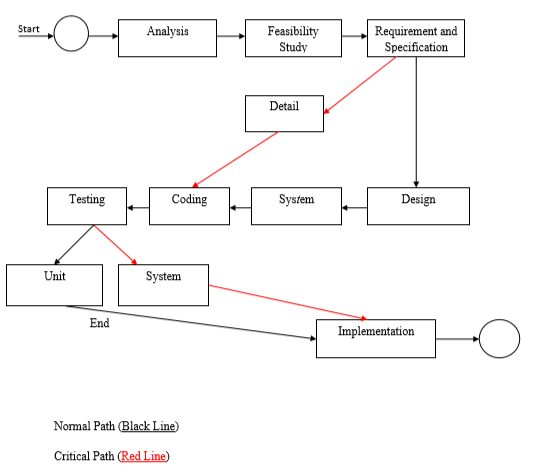 Start
Analysis
Feasibility
Study
Requirement and
Specification
Detail
Testing
Coding
System
Design
Unit
System
End
Implementation
Normal Path (Black Line)
Critical Path (Red Line)